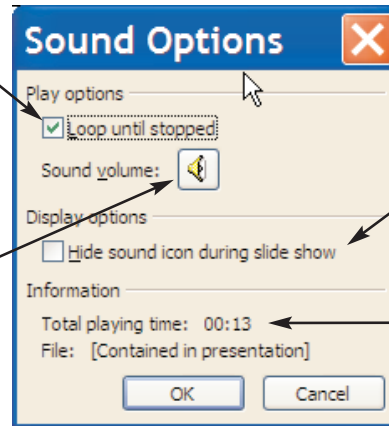 Sound Options
Play options
Loop until stopped
Sound volume:
Display options
Hide sound icon during slide show
Information
Total playing time: 00:13
File: [Contained in presentation]
OK Cancel